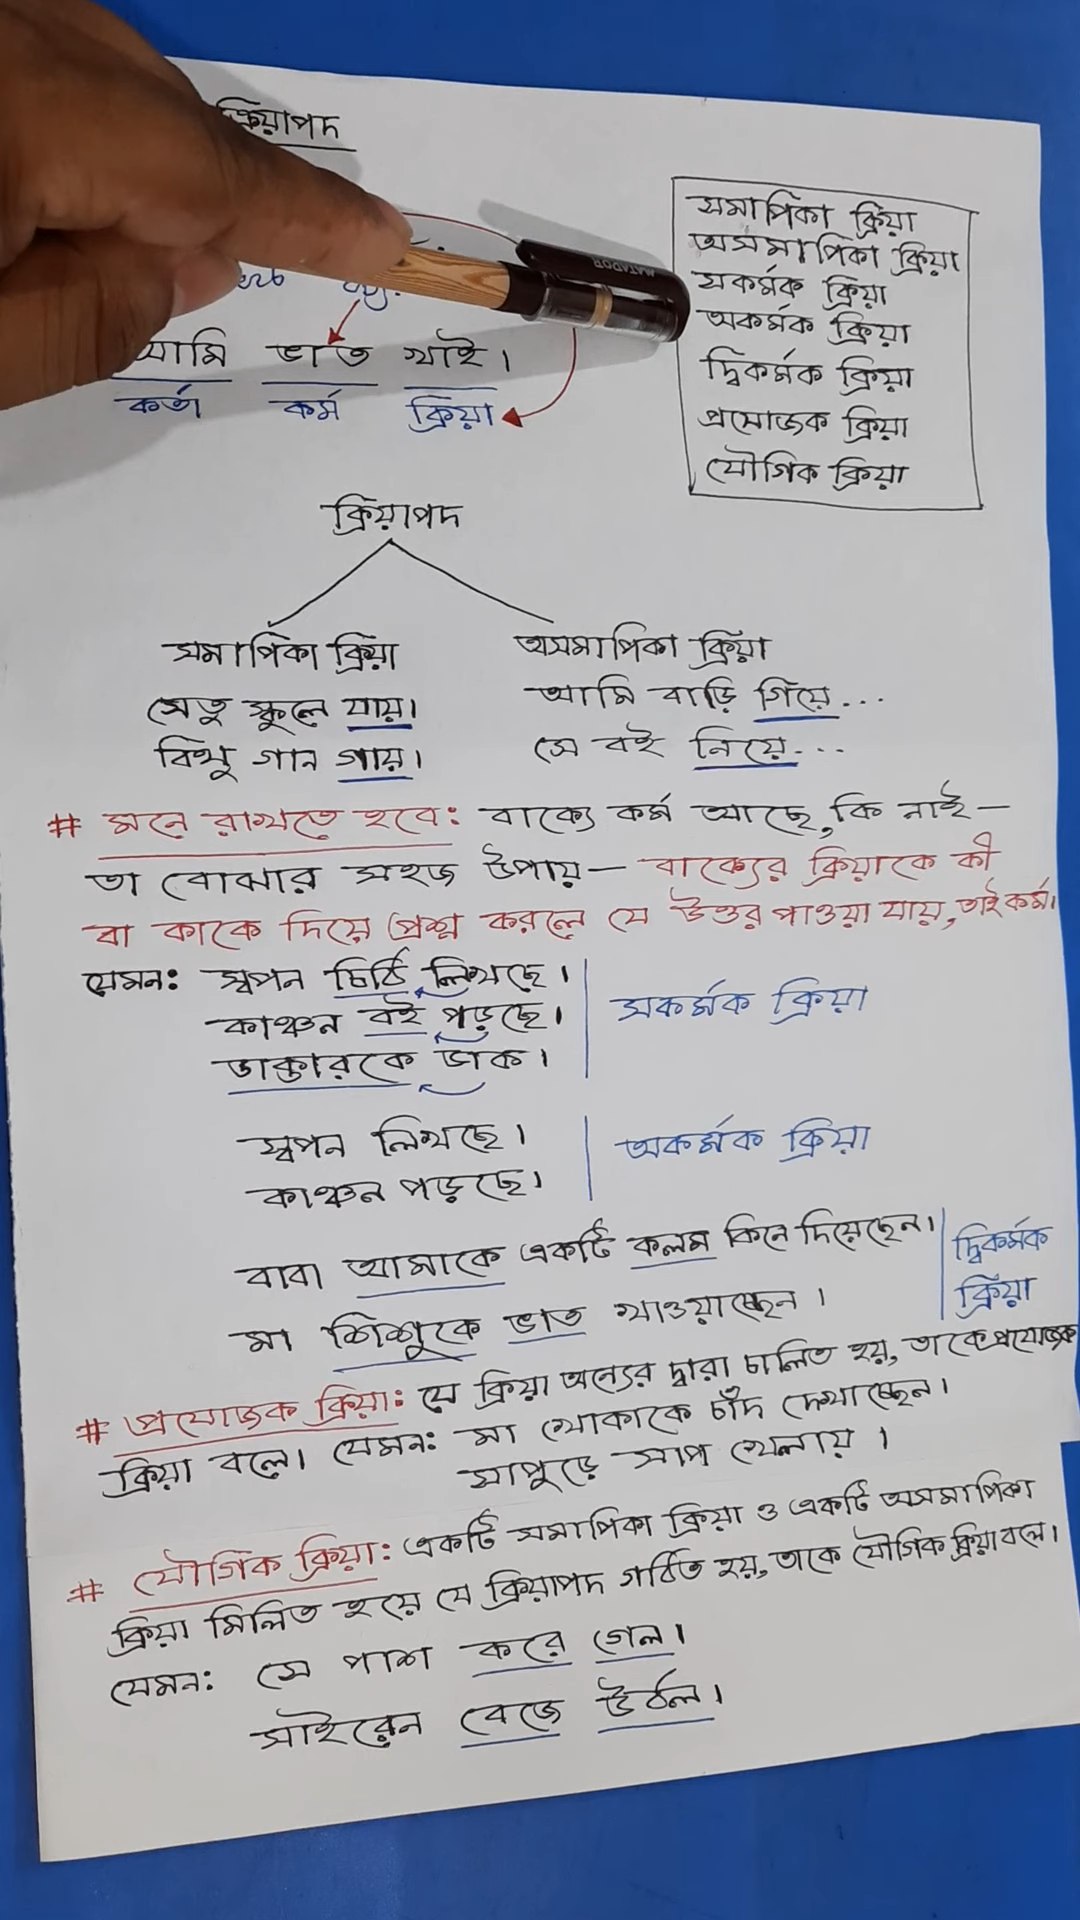 ক্রিয়াপদ
সমাপিকা ক্রিয়া
অসমাপিকা ক্রিয়া
সকর্মক ক্রিয়া
অকর্মক ক্রিয়া
দ্বিকর্মক ক্রিয়া
প্রযোজক ক্রিয়া
যৌগিক ক্রিয়া
MATADOR
আমি ভাত খাই।
কর্তা কর্ম ক্রিয়া
ক্রিয়াপদ
সমাপিকা ক্রিয়া অসমাপিকা ক্রিয়া
সেতু স্কুলে যায়। আমি বাড়ি গিয়ে...
বিথু গান গায়। সে বই নিয়ে...
# মনে রাখতে হবে: বাক্যে কর্ম আছে, কি নাই—
তা বোঝার সহজ উপায়— বাক্যের ক্রিয়াকে কী
বা কাকে দিয়ে প্রশ্ন করলে যে উত্তর পাওয়া যায়, তাই কর্ম।
যেমন: স্বপন চিঠি লিখছে।
কাঞ্চন বই পড়ছে। সকর্মক ক্রিয়া
ডাক্তারকে ডাক।
স্বপন লিখছে। অকর্মক ক্রিয়া
কাঞ্চন পড়ছে।
বাবা আমাকে একটি কলম কিনে দিয়েছেন। দ্বিকর্মক
মা শিশুকে ভাত খাওয়াচ্ছেন। ক্রিয়া
# প্রযোজক ক্রিয়া: যে ক্রিয়া অন্যের দ্বারা চালিত হয়, তাকে প্রযোজক
ক্রিয়া বলে। যেমন: মা খোকাকে চাঁদ দেখাচ্ছেন।
সাপুড়ে সাপ খেলায়।
# যৌগিক ক্রিয়া: একটি সমাপিকা ক্রিয়া ও একটি অসমাপিকা
ক্রিয়া মিলিত হয়ে যে ক্রিয়াপদ গঠিত হয়, তাকে যৌগিক ক্রিয়া বলে।
যেমন: সে পাশ করে গেল।
সাইরেন বেজে উঠল।